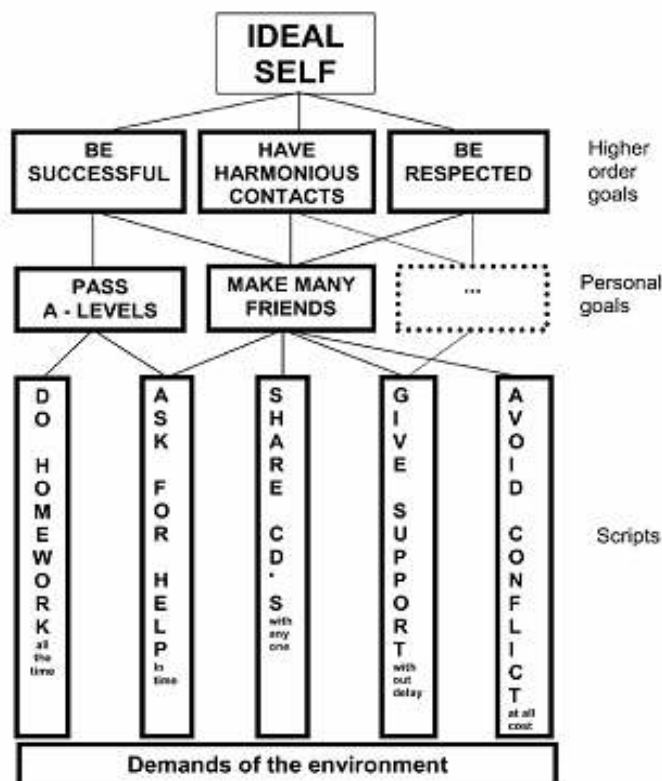 IDEAL
SELF
BE
SUCCESSFUL
HAVE
HARMONIOUS
CONTACTS
BE
RESPECTED
Higher
order
goals
PASS
A - LEVELS
MAKE MANY
FRIENDS
...
Personal
goals
DO HOMEWORK
all
the
time
ASK FOR HELP
In
time
SHARE CD'S
with
any
one
GIVE SUPPORT
with
out
delay
AVOID CONFLICT
at all
cost
Scripts
Demands of the environment